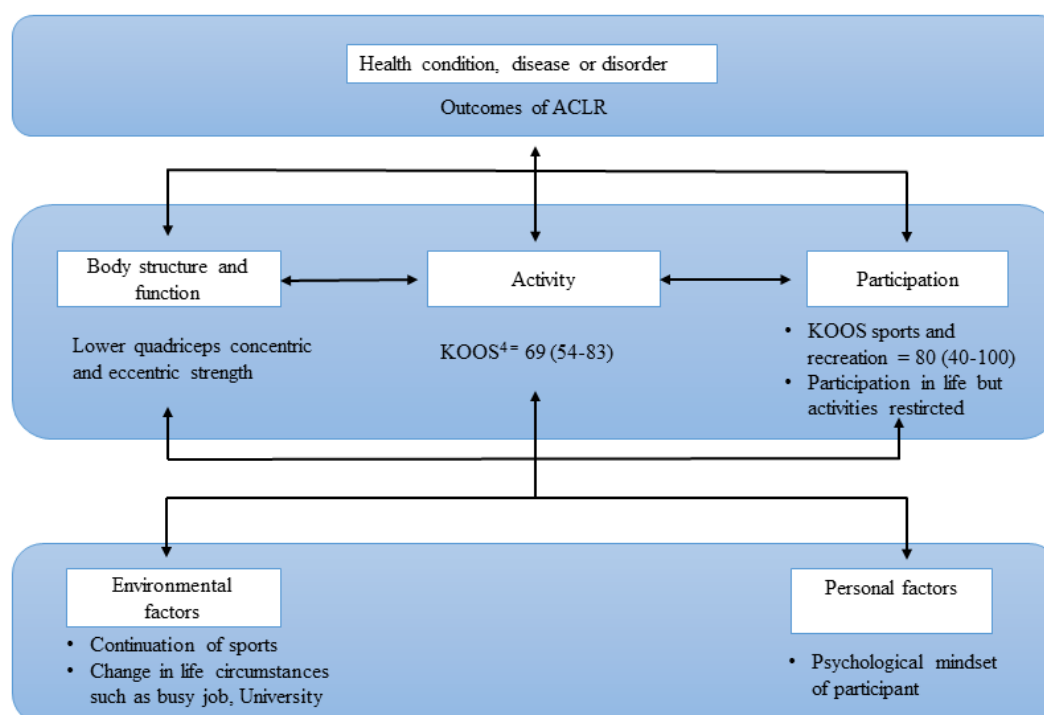 Health condition, disease or disorder
Outcomes of ACLR
Body structure and
function
Activity
Participation
Lower quadriceps concentric
and eccentric strength
KOOS⁴ = 69 (54-83)
• KOOS sports and
recreation = 80 (40-100)
• Participation in life but
activities restircted
Environmental
factors
• Continuation of sports
• Change in life circumstances
such as busy job, University
Personal factors
• Psychological mindset
of participant